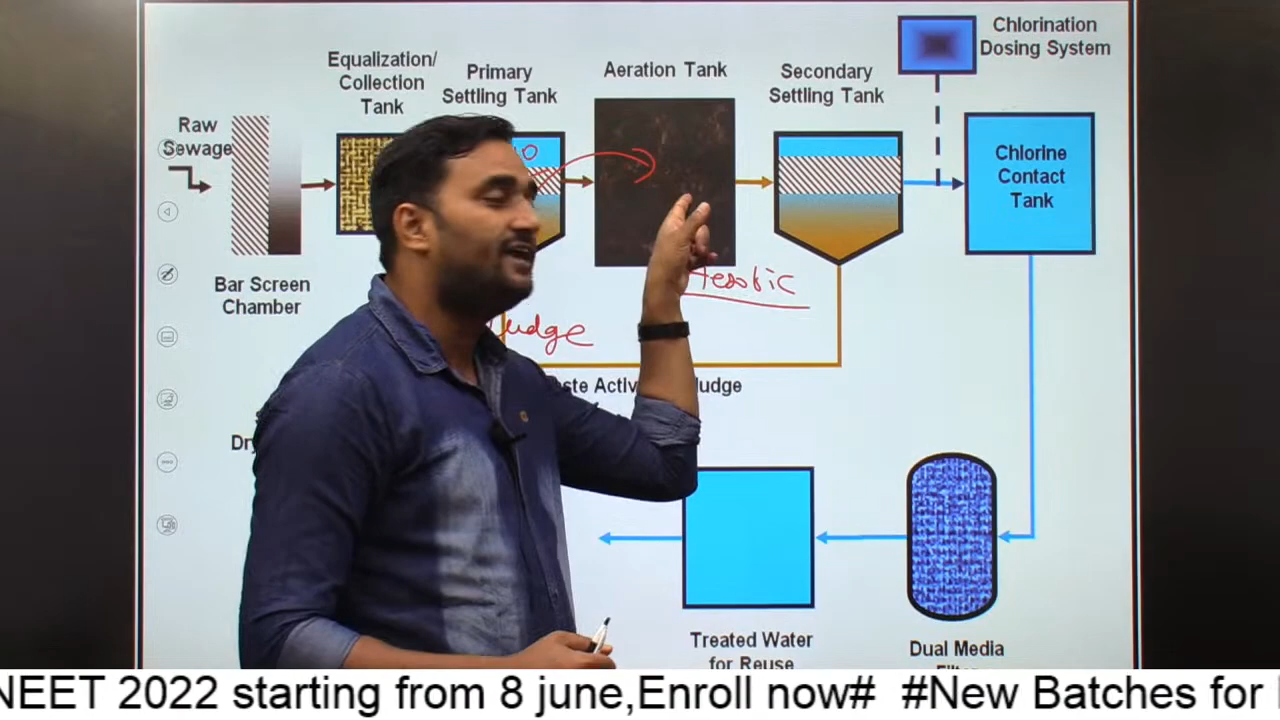 Chlorination
Dosing System
Equalization/
Collection
Tank
Primary
Settling Tank
Aeration Tank
Secondary
Settling Tank
Raw
Sewage
Chlorine
Contact
Tank
Bar Screen
Chamber
Aerobic
udge
Treated Water
for Reuse
Dual Media
NEET 2022 starting from 8 june,Enroll now# #New Batches for